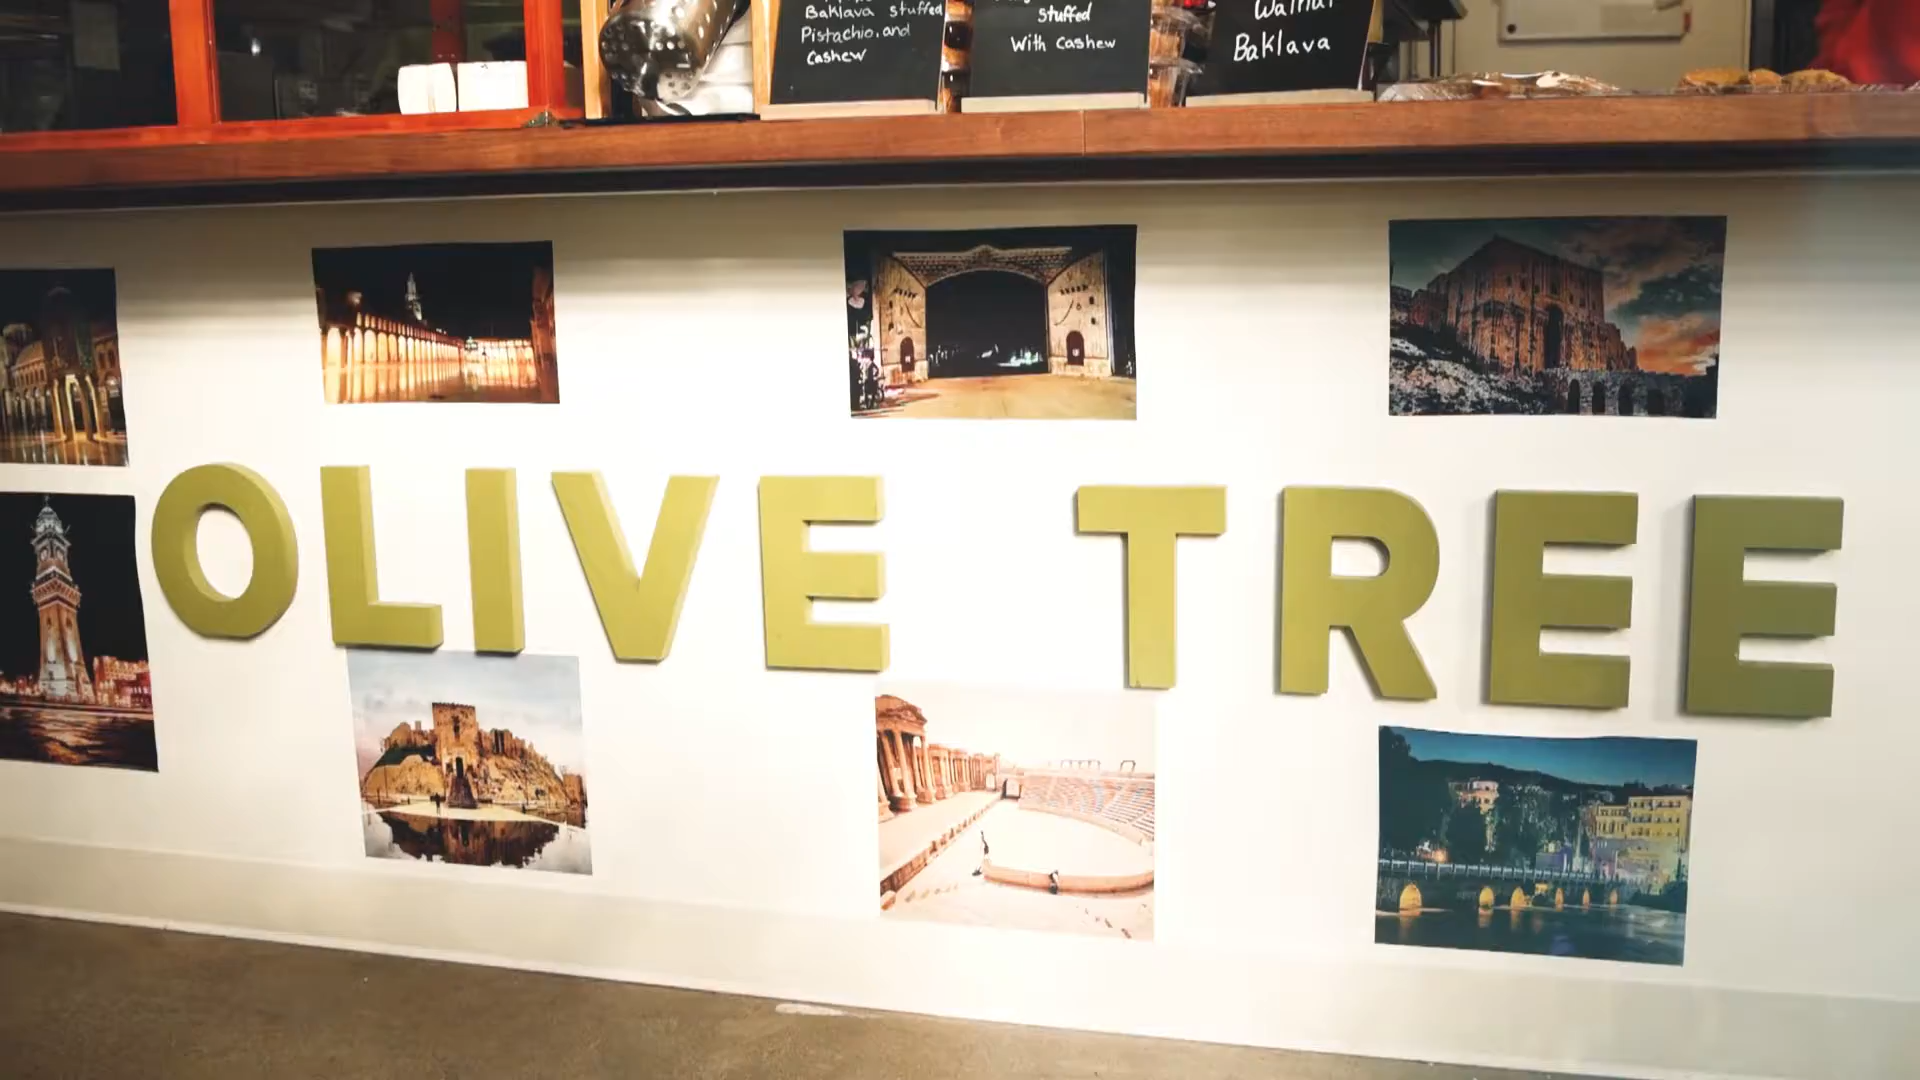 Baklava stuffed
Pistachio, and
Cashew
stuffed
With Cashew
Walnut
Baklava
OLIVE TREE